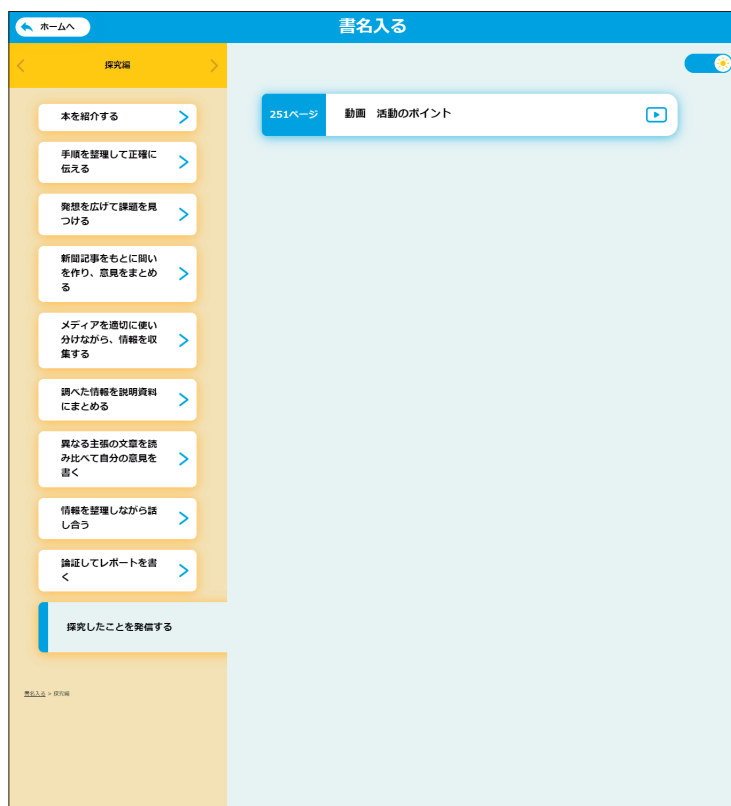 ホームへ
書名入る
探究編
本を紹介する
手順を整理して正確に
伝える
発想を広げて課題を見
つける
新聞記事をもとに問い
を作り、意見をまとめ
る
メディアを適切に使い
分けながら、情報を収
集する
調べた情報を説明資料
にまとめる
異なる主張の文章を読
み比べて自分の意見を
書く
情報を整理しながら話
し合う
論証してレポートを書
く
探究したことを発信する
書名入る > 探究編
251ページ 動画 活動のポイント